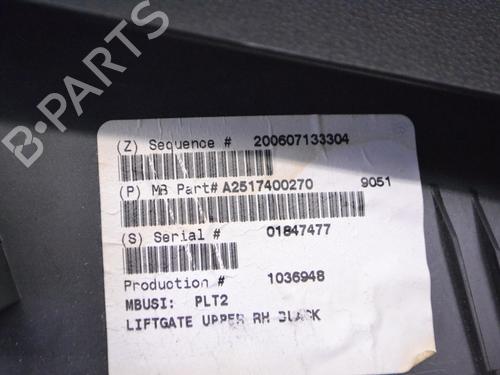 B-PARTS
(Z) Sequence # 200607133304
(P) MB Part# A2517400270 9051
(S) Serial # 01847477
Production # 1036948
MBUSI: PLT2
LIFTGATE UPPER RH BLACK